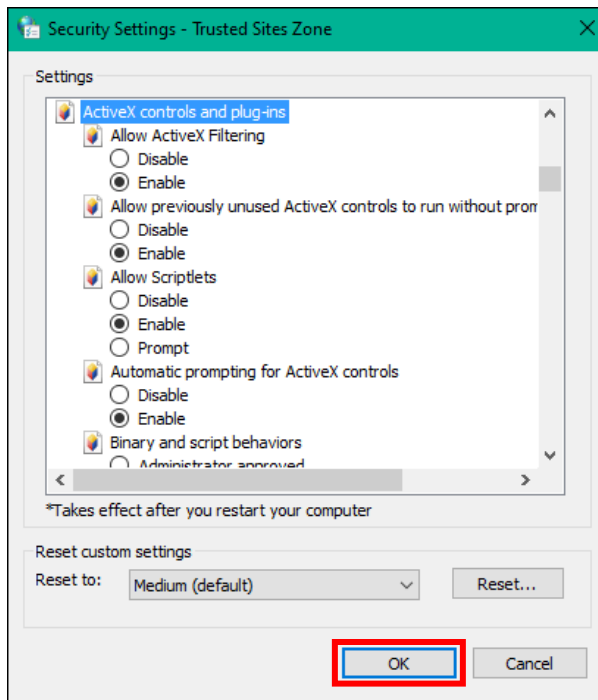 Security Settings - Trusted Sites Zone
Settings
ActiveX controls and plug-ins
Allow ActiveX Filtering
Disable
Enable
Allow previously unused ActiveX controls to run without prom
Disable
Enable
Allow Scriptlets
Disable
Enable
Prompt
Automatic prompting for ActiveX controls
Disable
Enable
Binary and script behaviors
Administrator approved
*Takes effect after you restart your computer
Reset custom settings
Reset to: Medium (default) Reset...
OK Cancel